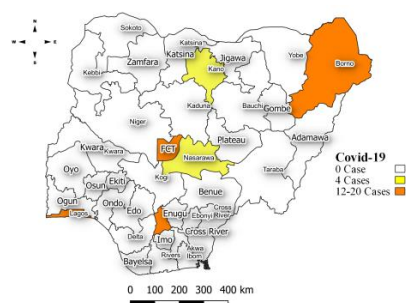 N
W E
S
Sokoto
Katsina
Katsina
Jigawa
Yobe
Borno
Zamfara
Kano
Kebbi
Kaduna
Bauchi
Gombe
Niger
Adamawa
FCT
Plateau
Kwara
Kwara
Nasarawa
Taraba
Oyo
Kogi
Ekiti
Osun
Benue
Ogun
Ondo
Edo
Enugu
Cross
River
Ebonyi
Lagos
Delta
Imo
Cross River
Bayelsa
Rivers
Akwa
Ibom
Covid-19
0 Case
4 Cases
12-20 Cases
0 100 200 300 400 km